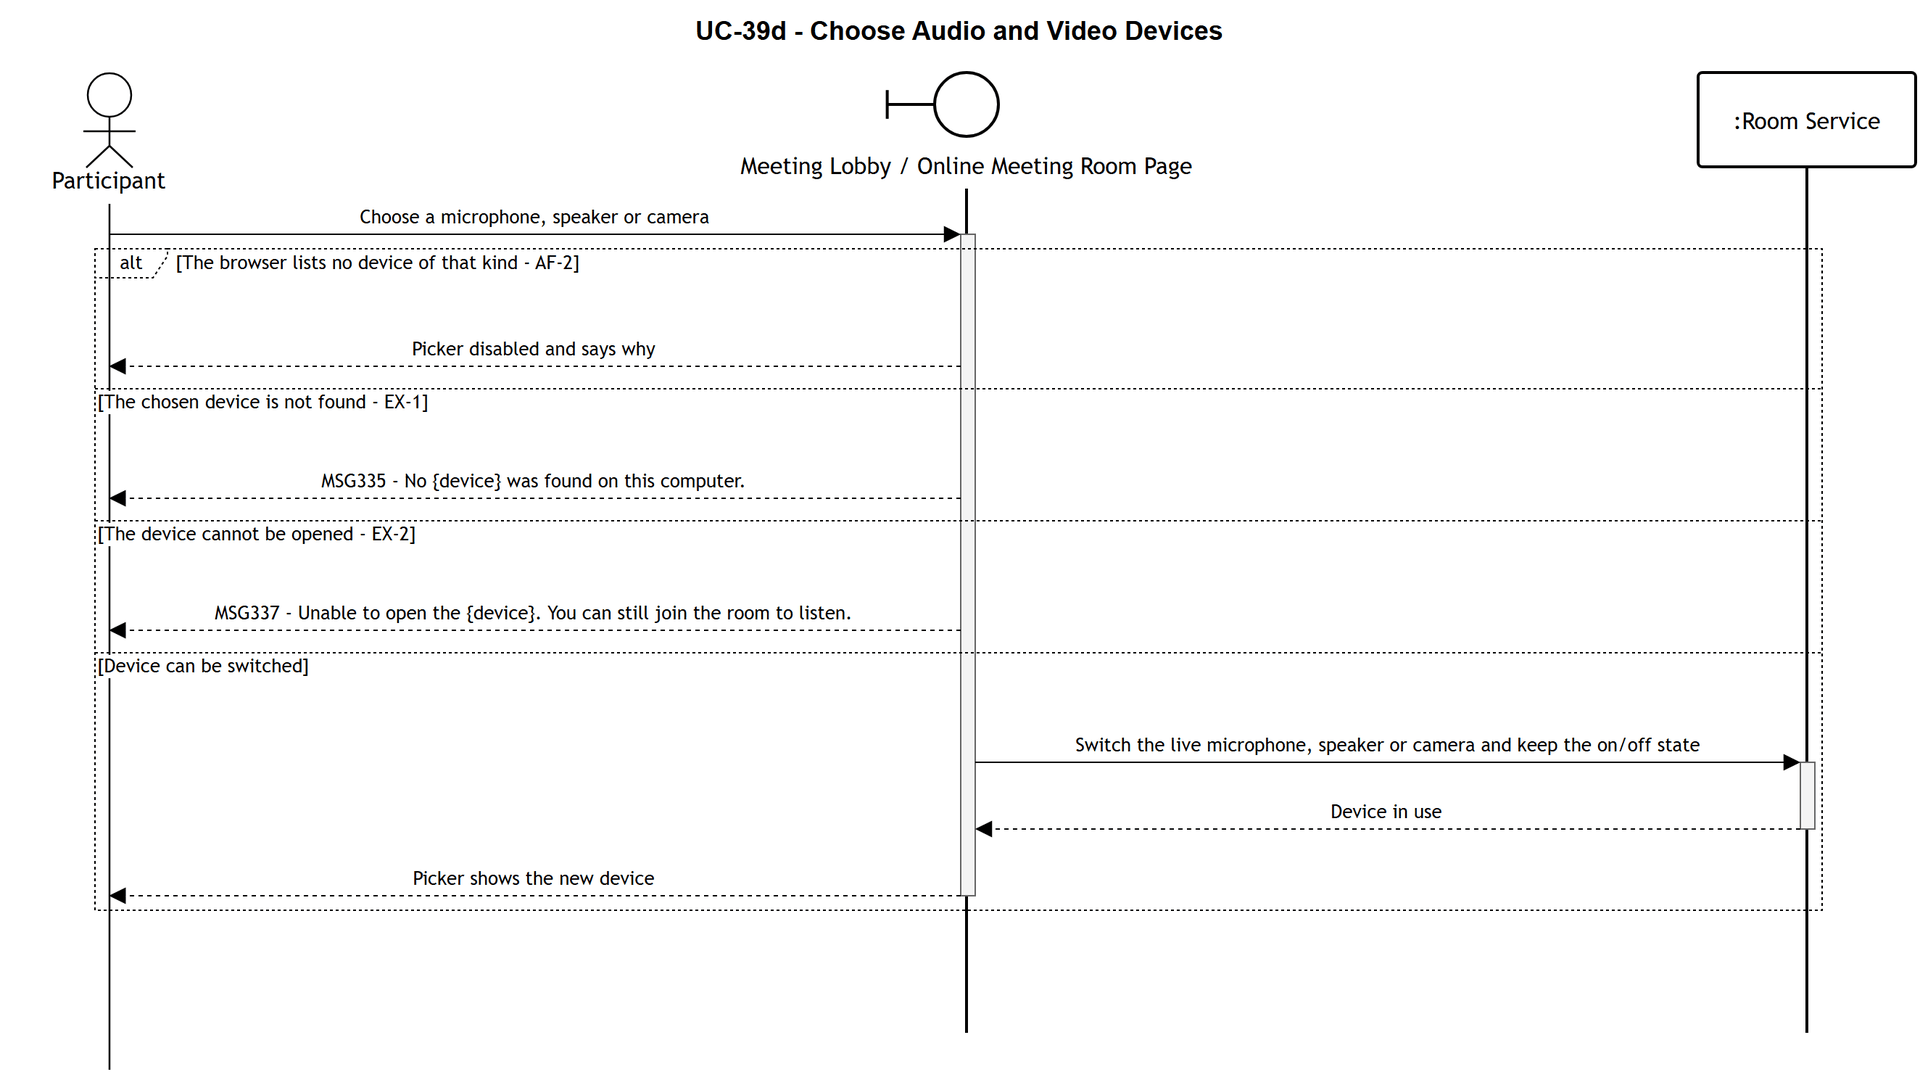 UC-39d - Choose Audio and Video Devices
Participant
Meeting Lobby / Online Meeting Room Page
:Room Service
Choose a microphone, speaker or camera
alt
[The browser lists no device of that kind - AF-2]
Picker disabled and says why
[The chosen device is not found - EX-1]
MSG335 - No {device} was found on this computer.
[The device cannot be opened - EX-2]
MSG337 - Unable to open the {device}. You can still join the room to listen.
[Device can be switched]
Switch the live microphone, speaker or camera and keep the on/off state
Device in use
Picker shows the new device